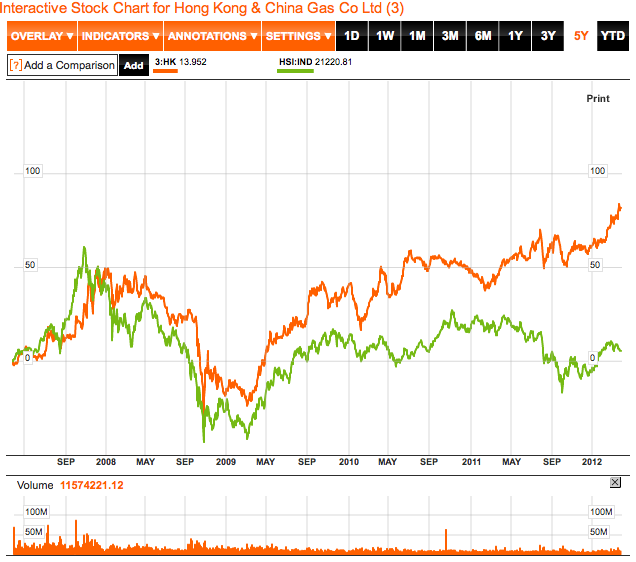 Interactive Stock Chart for Hong Kong & China Gas Co Ltd (3)
OVERLAY ▼ INDICATORS ▼ ANNOTATIONS ▼ SETTINGS ▼ 1D 1W 1M 3M 6M 1Y 3Y 5Y YTD
[?] Add a Comparison Add 3:HK 13.952 HSI:IND 21220.81
Print
100 100
50 50
0 0
SEP 2008 MAY SEP 2009 MAY SEP 2010 MAY SEP 2011 MAY SEP 2012
Volume 11574221.12
100M 100M
50M 50M